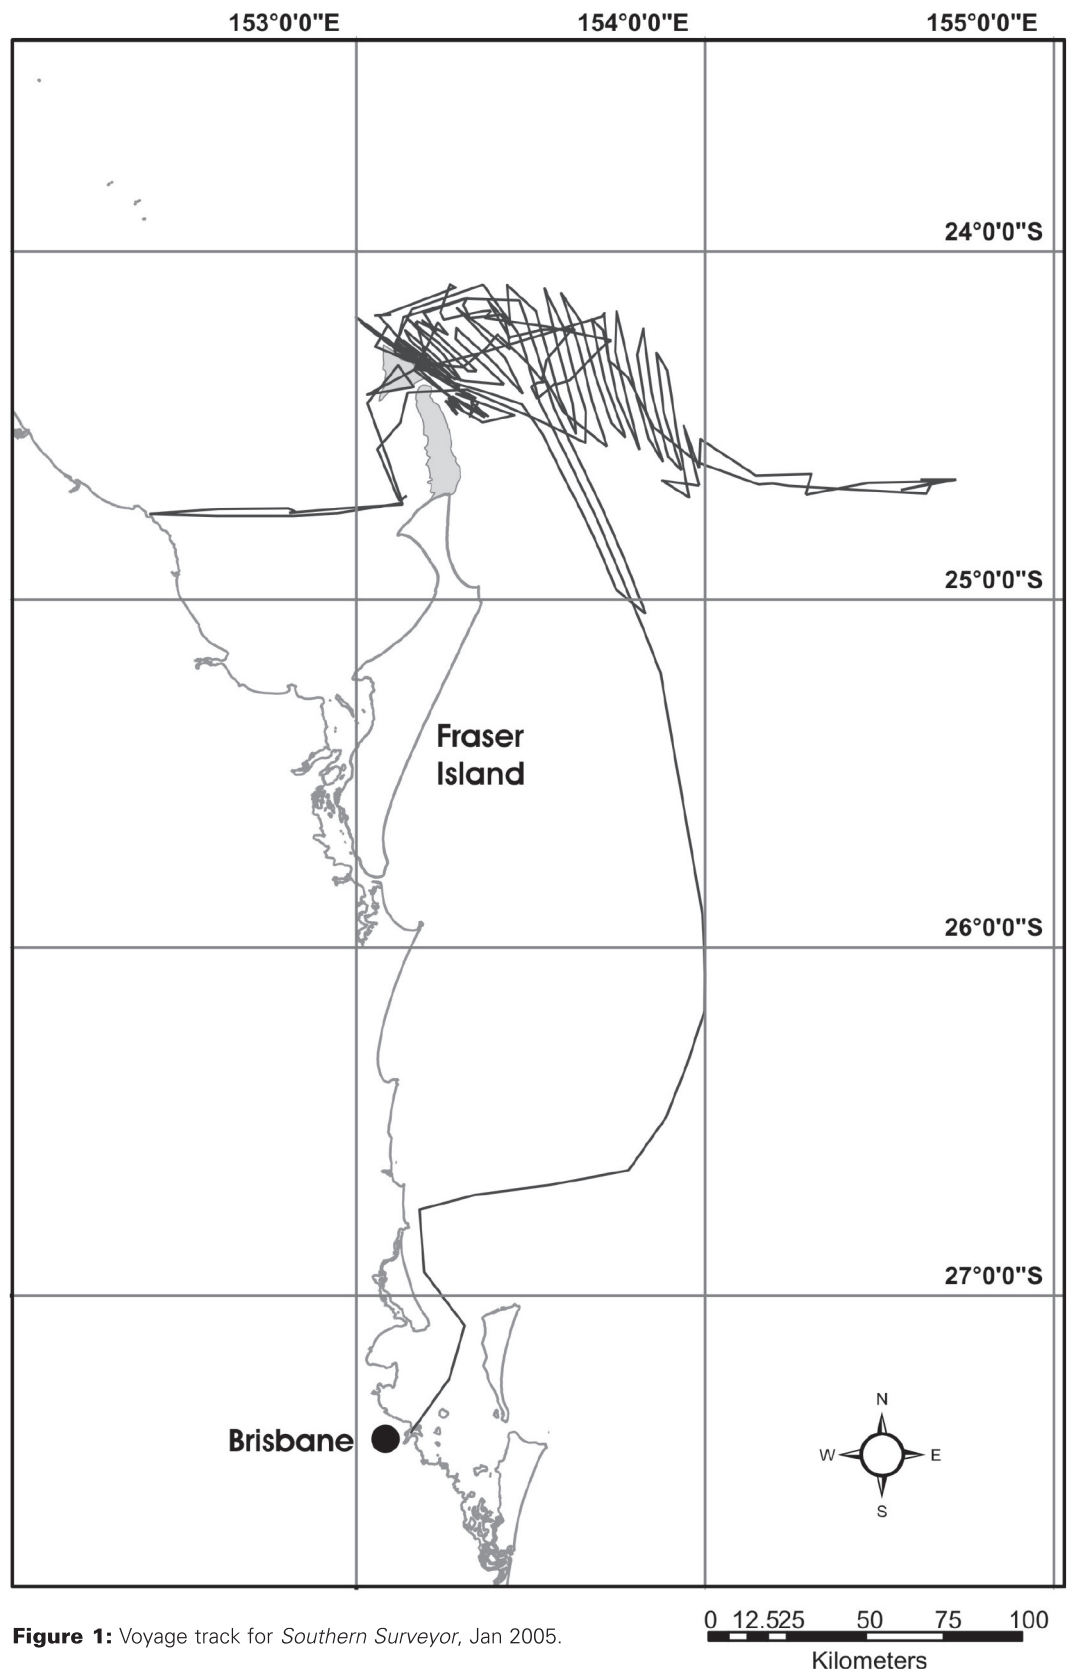 153°0'0"E 154°0'0"E 155°0'0"E
24°0'0"S
25°0'0"S
Fraser
Island
26°0'0"S
27°0'0"S
N
Brisbane
W E
S
0 12.525 50 75 100
Kilometers
Figure 1: Voyage track for Southern Surveyor, Jan 2005.